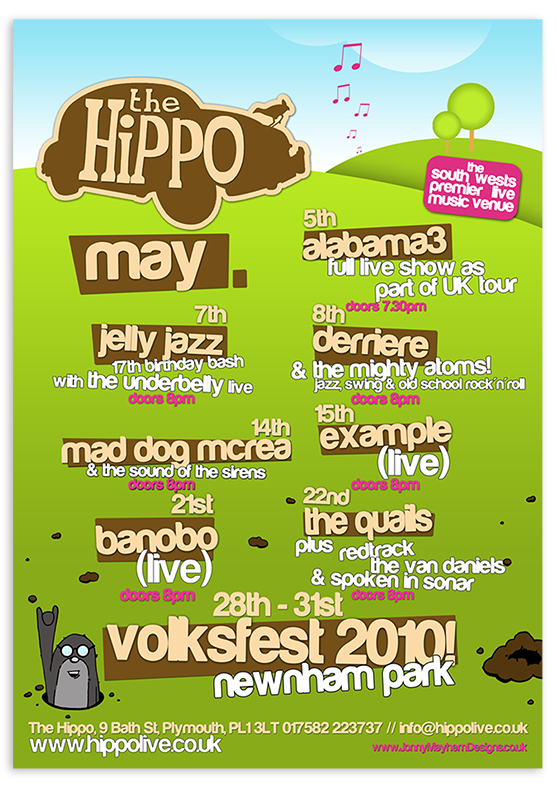 the
HiPPO
the
south wests
premier live
music venue
may.
5th
alabama3
full live show as
part of UK tour
doors 7.30pm
7th
jelly jazz
17th birthday bash
with the underbelly live
doors 8pm
8th
derriere
& the mighty atoms!
jazz, swing & old school rock'n'roll
doors 8pm
14th
mad dog mcrea
& the sound of the sirens
doors 8pm
15th
example
(live)
doors 8pm
21st
banobo
(live)
doors 8pm
22nd
the quails
plus redtrack
the van daniels
& spoken in sonar
doors 8pm
28th - 31st
volksfest 2010!
newnham park
The Hippo, 9 Bath St, Plymouth, PL1 3LT 017582 223737 // info@hippolive.co.uk
www.hippolive.co.uk
www.JonnyMayhamDesigns.co.uk